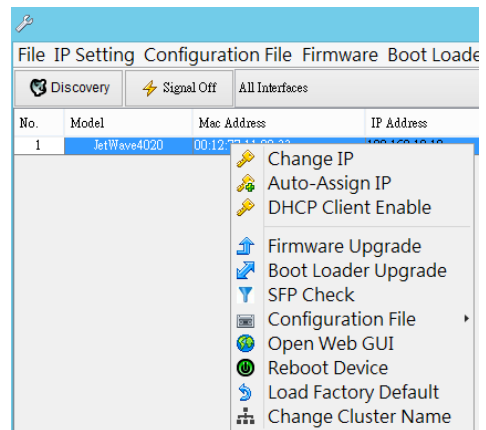 File IP Setting Configuration File Firmware Boot Loade
Discovery Signal Off All Interfaces
No. Model Mac Address IP Address
1 JetWave4020
Change IP
Auto-Assign IP
DHCP Client Enable
Firmware Upgrade
Boot Loader Upgrade
SFP Check
Configuration File
Open Web GUI
Reboot Device
Load Factory Default
Change Cluster Name